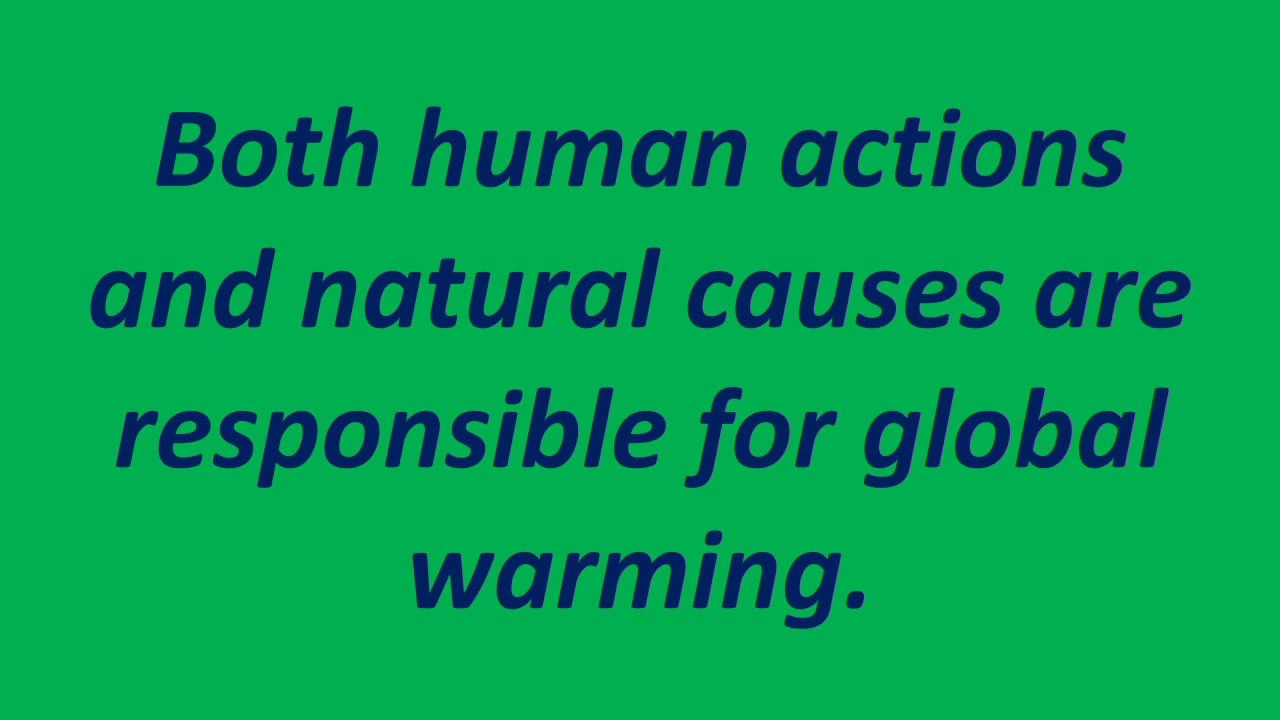 Both human actions
and natural causes are
responsible for global
warming.